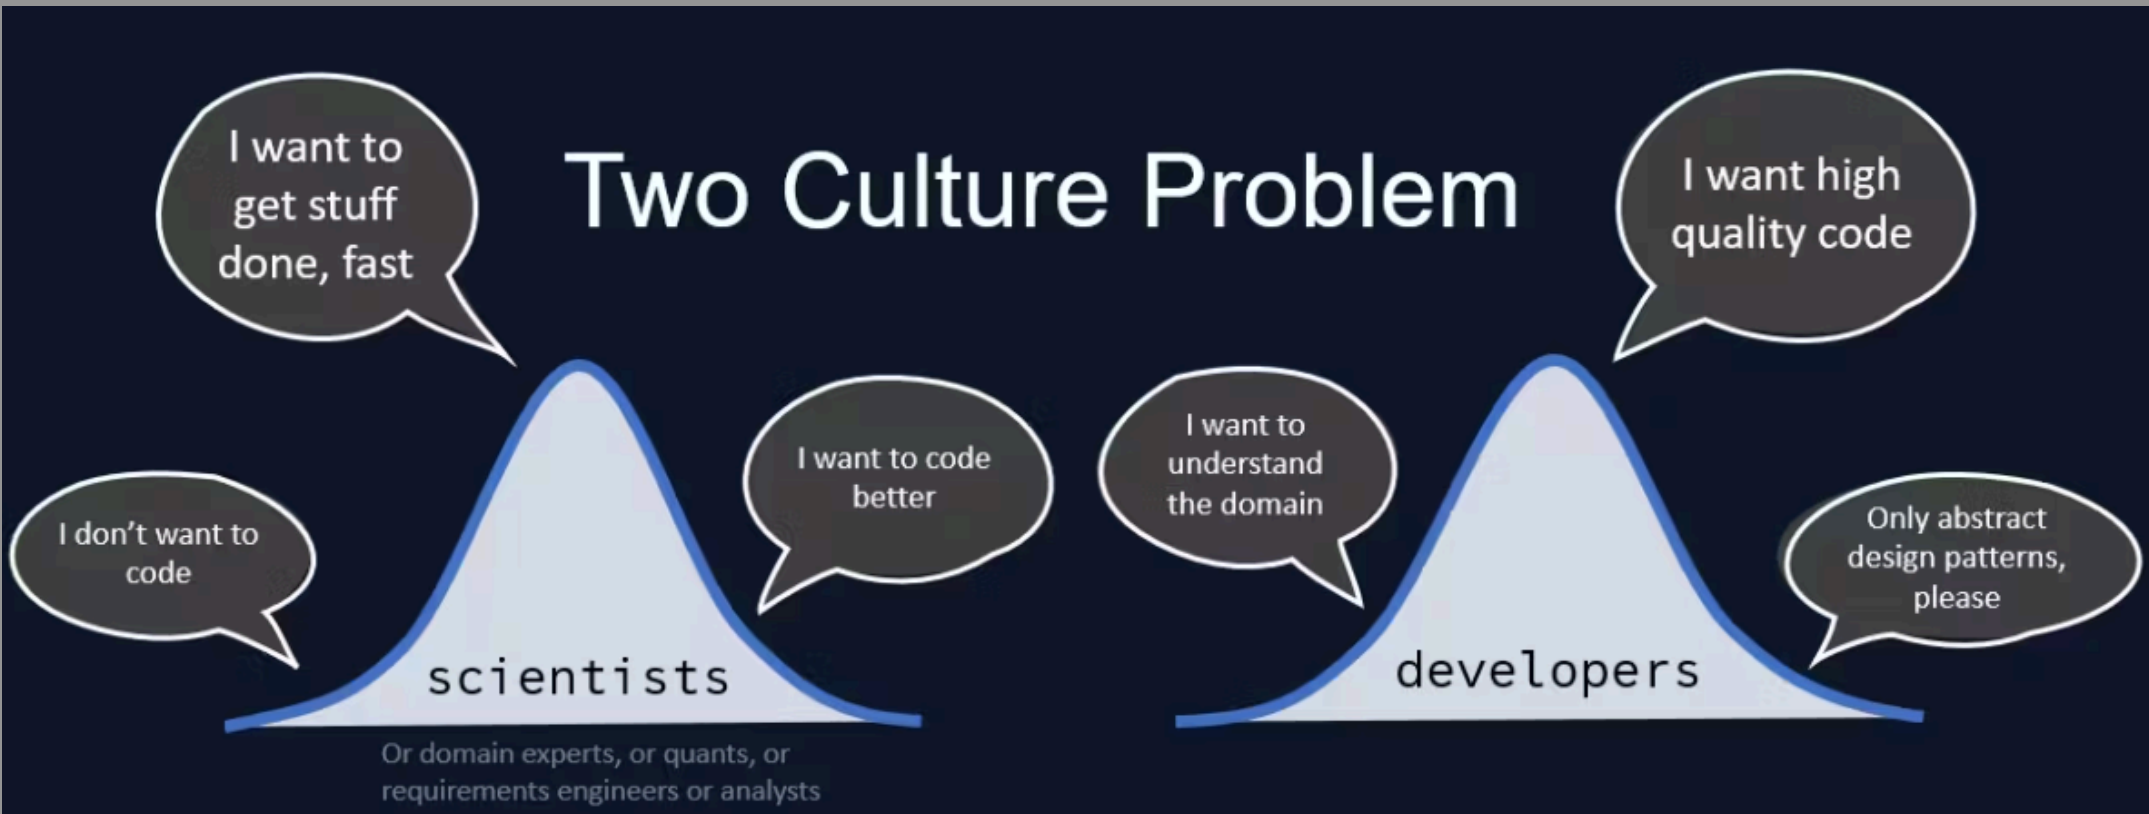 Two Culture Problem
I want to
get stuff
done, fast
I don't want to
code
I want to code
better
scientists
Or domain experts, or quants, or
requirements engineers or analysts
I want to
understand
the domain
I want high
quality code
Only abstract
design patterns,
please
developers